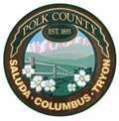 POLK COUNTY
EST. 1855
SALUDA · COLUMBUS · TRYON